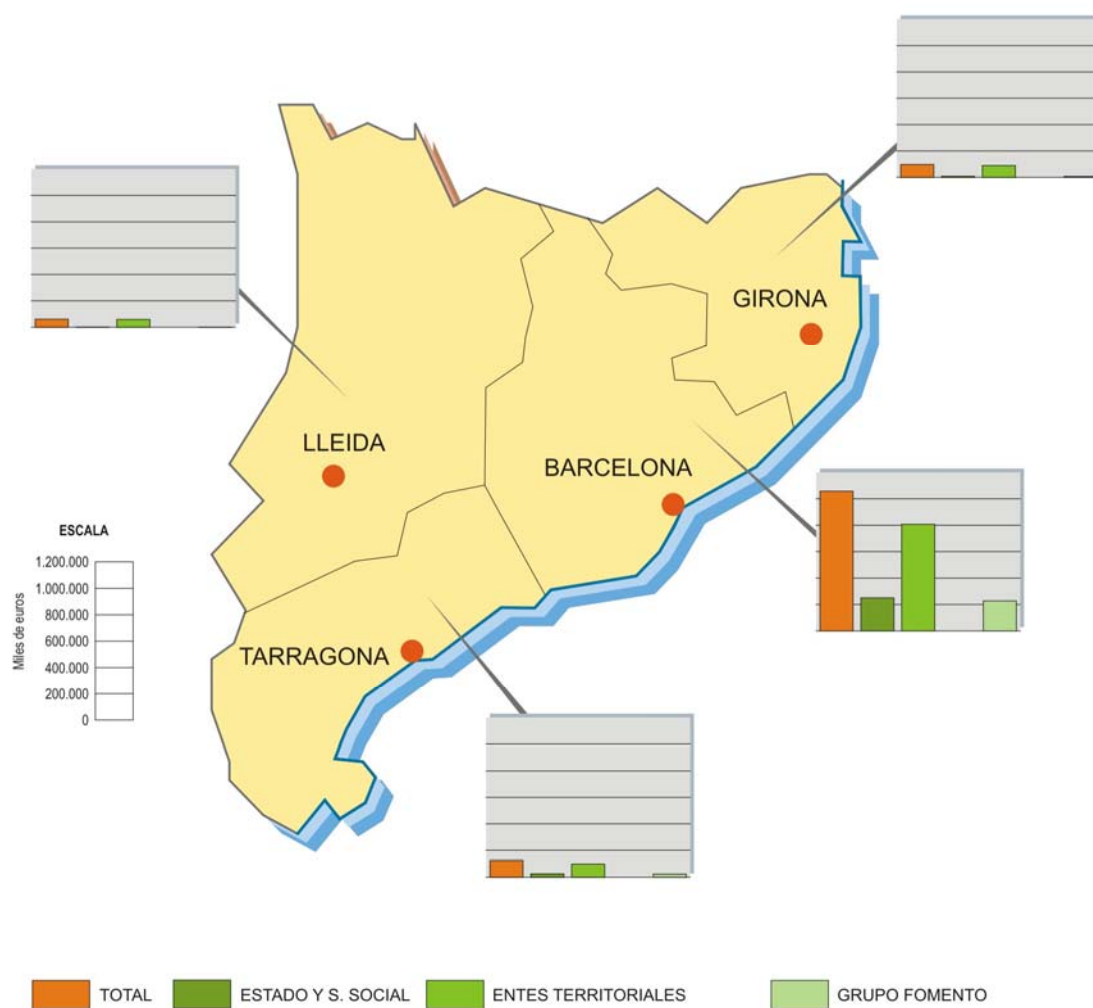 GIRONA
LLEIDA
BARCELONA
TARRAGONA
ESCALA
Miles de euros
1.200.000
1.000.000
800.000
600.000
400.000
200.000
0
TOTAL
ESTADO Y S. SOCIAL
ENTES TERRITORIALES
GRUPO FOMENTO